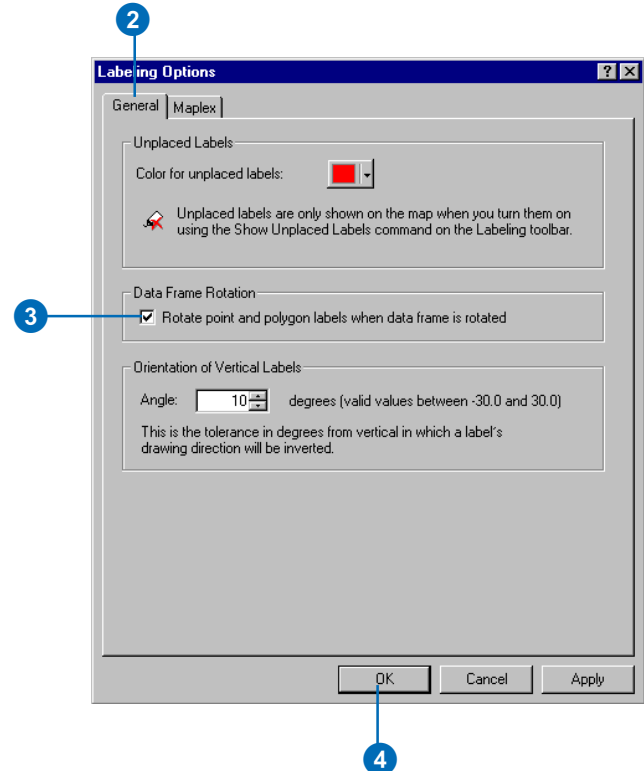 2
Labeling Options
General Maplex
Unplaced Labels
Color for unplaced labels:
Unplaced labels are only shown on the map when you turn them on
using the Show Unplaced Labels command on the Labeling toolbar.
Data Frame Rotation
3
Rotate point and polygon labels when data frame is rotated
Orientation of Vertical Labels
Angle: 10 degrees (valid values between -30.0 and 30.0)
This is the tolerance in degrees from vertical in which a label's
drawing direction will be inverted.
OK Cancel Apply
4